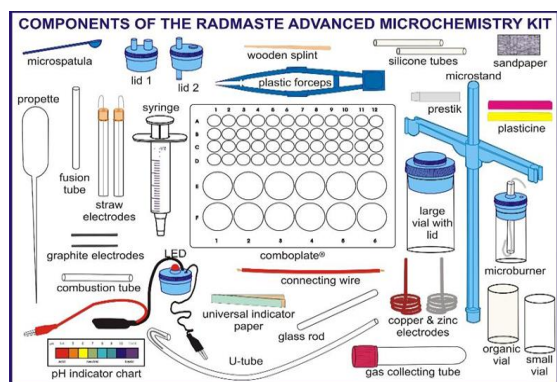 COMPONENTS OF THE RADMASTE ADVANCED MICROCHEMISTRY KIT
microspatula
lid 1
lid 2
wooden splint
silicone tubes
sandpaper
plastic forceps
microstand
propette
syringe
prestik
plasticine
fusion
tube
straw
electrodes
1 2 3 4 5 6 7 8 9 10 11 12
A
B
C
D
E
F
1 2 3 4 5 6
comboplate®
large
vial with
lid
microburner
graphite electrodes
LED
combustion tube
connecting wire
universal indicator
paper
glass rod
copper & zinc
electrodes
organic
vial
small
vial
U-tube
gas collecting tube
pH indicator chart